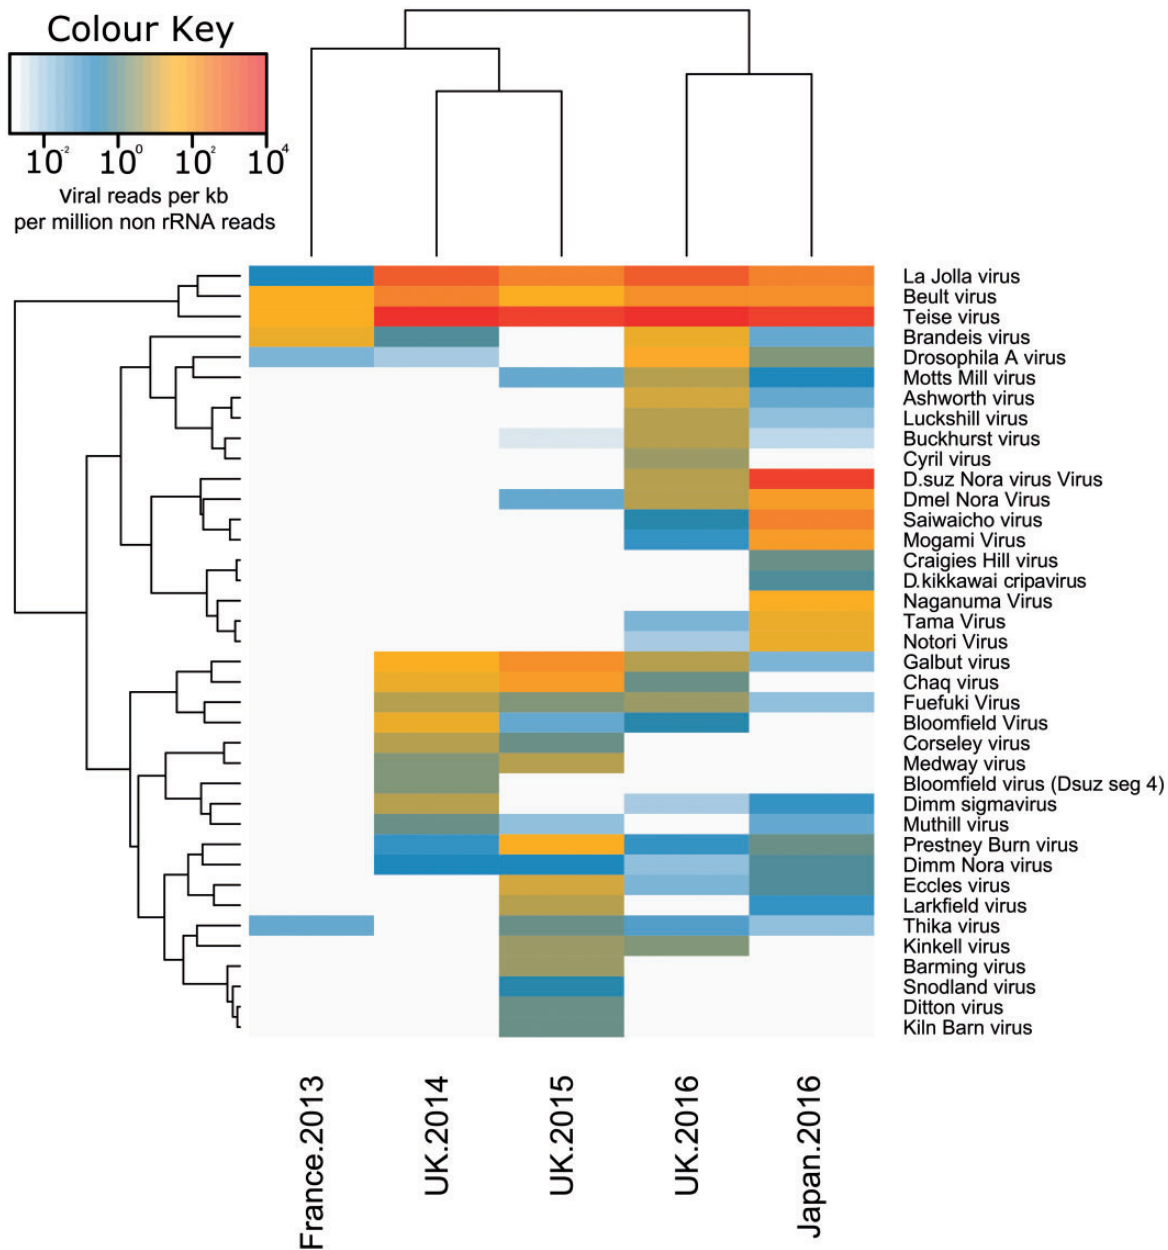 Colour Key
10⁻² 10⁰ 10² 10⁴
Viral reads per kb
per million non rRNA reads
La Jolla virus
Beult virus
Teise virus
Brandeis virus
Drosophila A virus
Motts Mill virus
Ashworth virus
Luckshill virus
Buckhurst virus
Cyril virus
D.suz Nora virus Virus
Dmel Nora Virus
Saiwaicho virus
Mogami Virus
Craigies Hill virus
D.kikkawai cripavirus
Naganuma Virus
Tama Virus
Notori Virus
Galbut virus
Chaq virus
Fuefuki Virus
Bloomfield Virus
Corseley virus
Medway virus
Bloomfield virus (Dsuz seg 4)
Dimm sigmavirus
Muthill virus
Prestney Burn virus
Dimm Nora virus
Eccles virus
Larkfield virus
Thika virus
Kinkell virus
Barming virus
Snodland virus
Ditton virus
Kiln Barn virus
France.2013
UK.2014
UK.2015
UK.2016
Japan.2016